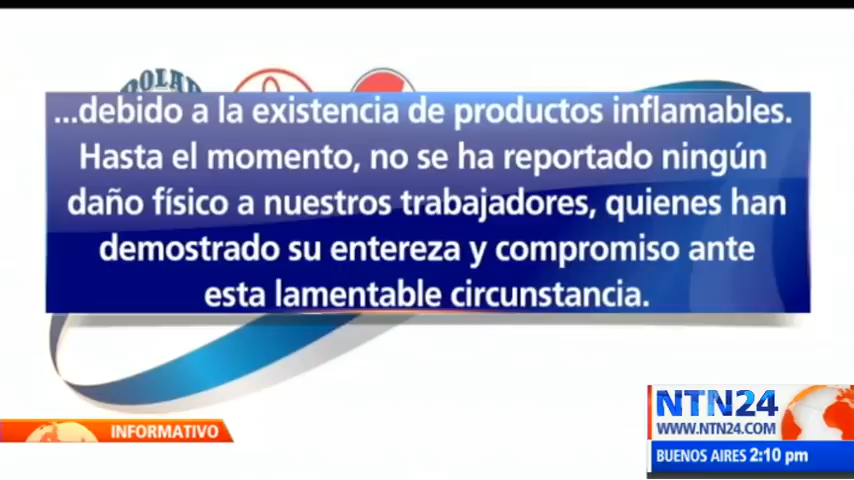 POLAR
...debido a la existencia de productos inflamables.
Hasta el momento, no se ha reportado ningún
daño físico a nuestros trabajadores, quienes han
demostrado su entereza y compromiso ante
esta lamentable circunstancia.
INFORMATIVO
NTN24
WWW.NTN24.COM
BUENOS AIRES 2:10 pm